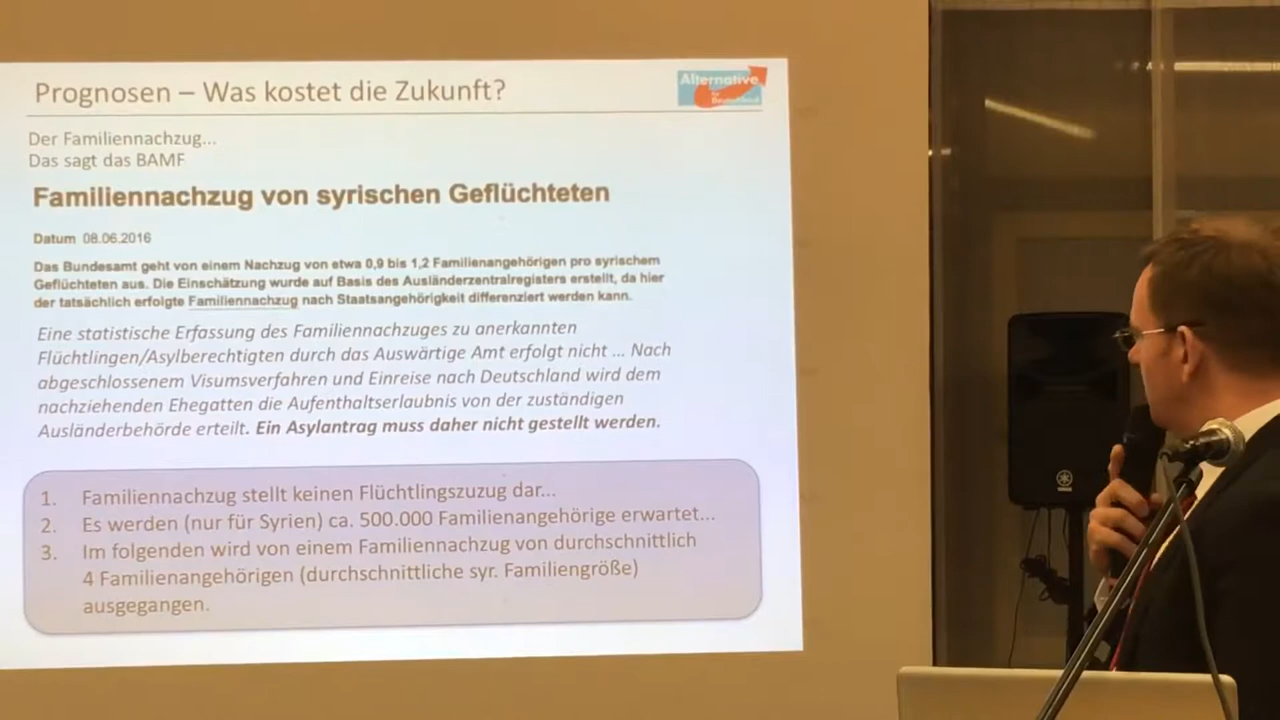 Prognosen – Was kostet die Zukunft?
Alternative
für
Deutschland
Der Familiennachzug...
Das sagt das BAMF
Familiennachzug von syrischen Geflüchteten
Datum 08.06.2016
Das Bundesamt geht von einem Nachzug von etwa 0,9 bis 1,2 Familienangehörigen pro syrischem
Geflüchteten aus. Die Einschätzung wurde auf Basis des Ausländerzentralregisters erstellt, da hier
der tatsächlich erfolgte Familiennachzug nach Staatsangehörigkeit differenziert werden kann.
Eine statistische Erfassung des Familiennachzuges zu anerkannten
Flüchtlingen/Asylberechtigten durch das Auswärtige Amt erfolgt nicht ... Nach
abgeschlossenem Visumsverfahren und Einreise nach Deutschland wird dem
nachziehenden Ehegatten die Aufenthaltserlaubnis von der zuständigen
Ausländerbehörde erteilt. Ein Asylantrag muss daher nicht gestellt werden.
1. Familiennachzug stellt keinen Flüchtlingszuzug dar...
2. Es werden (nur für Syrien) ca. 500.000 Familienangehörige erwartet...
3. Im folgenden wird von einem Familiennachzug von durchschnittlich
4 Familienangehörigen (durchschnittliche syr. Familiengröße)
ausgegangen.